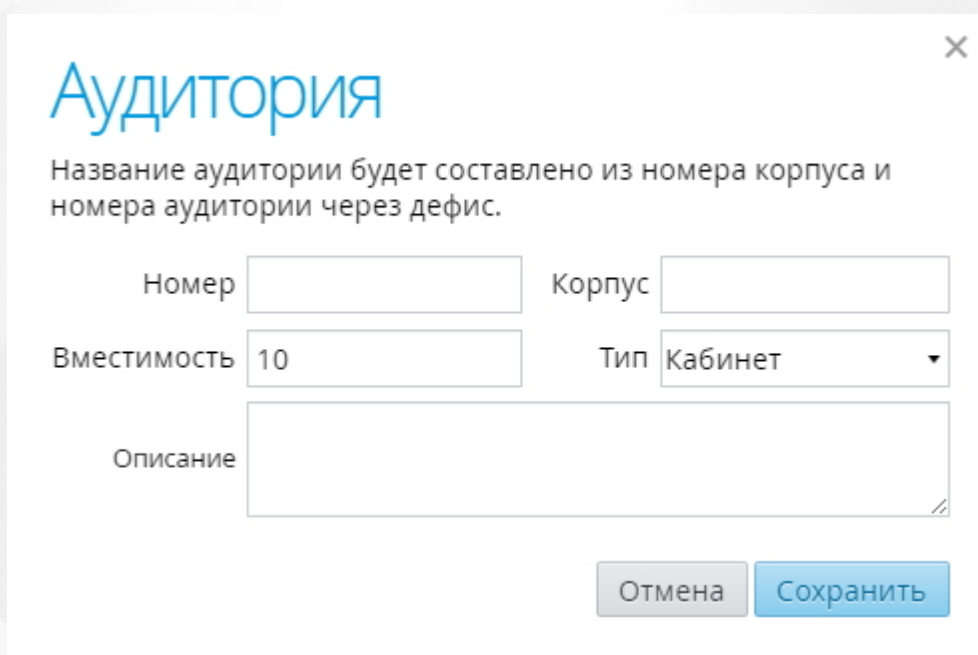 Аудитория
Название аудитории будет составлено из номера корпуса и
номера аудитории через дефис.
Номер Корпус
Вместимость 10 Тип Кабинет
Описание
Отмена Сохранить